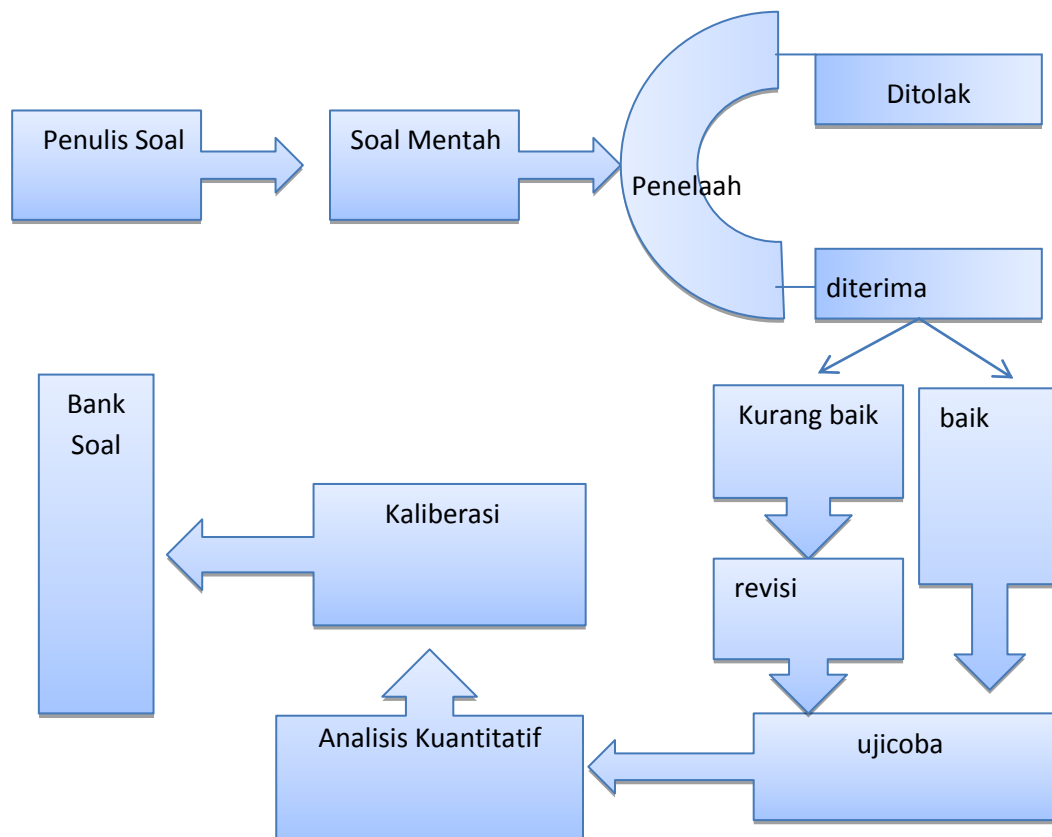 Penulis Soal
Soal Mentah
Penelaah
Ditolak
diterima
Kurang baik
baik
revisi
ujicoba
Analisis Kuantitatif
Kaliberasi
Bank
Soal